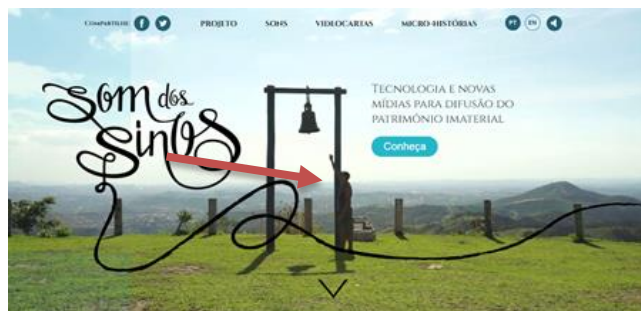 Compartilhe
PROJETO
SONS
VIDEOCARTAS
MICRO-HISTÓRIAS
PT
EN
Som dos
Sinos
Tecnologia e novas
mídias para difusão do
patrimônio imaterial
Conheça